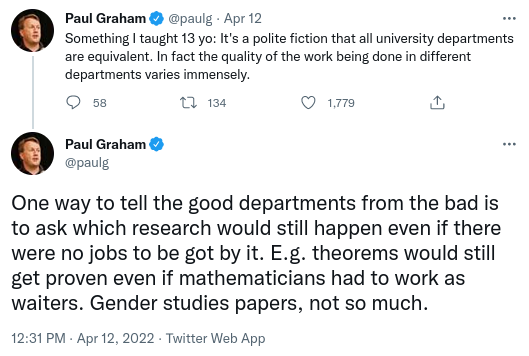 Paul Graham @paulg · Apr 12
Something I taught 13 yo: It's a polite fiction that all university departments
are equivalent. In fact the quality of the work being done in different
departments varies immensely.
58 134 1,779
Paul Graham
@paulg
One way to tell the good departments from the bad is
to ask which research would still happen even if there
were no jobs to be got by it. E.g. theorems would still
get proven even if mathematicians had to work as
waiters. Gender studies papers, not so much.
12:31 PM · Apr 12, 2022 · Twitter Web App